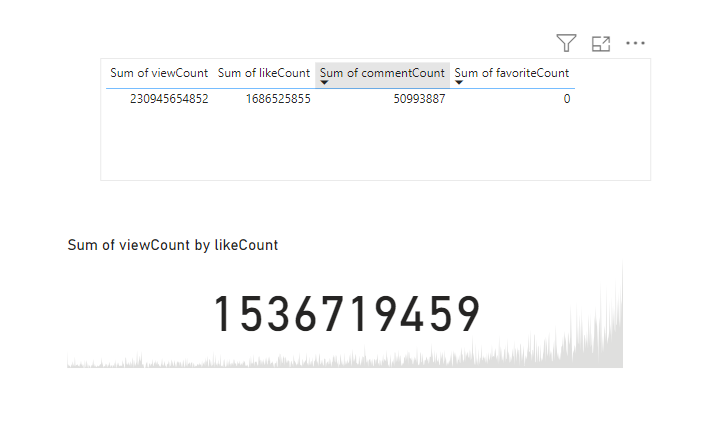 Sum of viewCount Sum of likeCount Sum of commentCount Sum of favoriteCount
230945654852 1686525855 50993887 0
Sum of viewCount by likeCount
1536719459